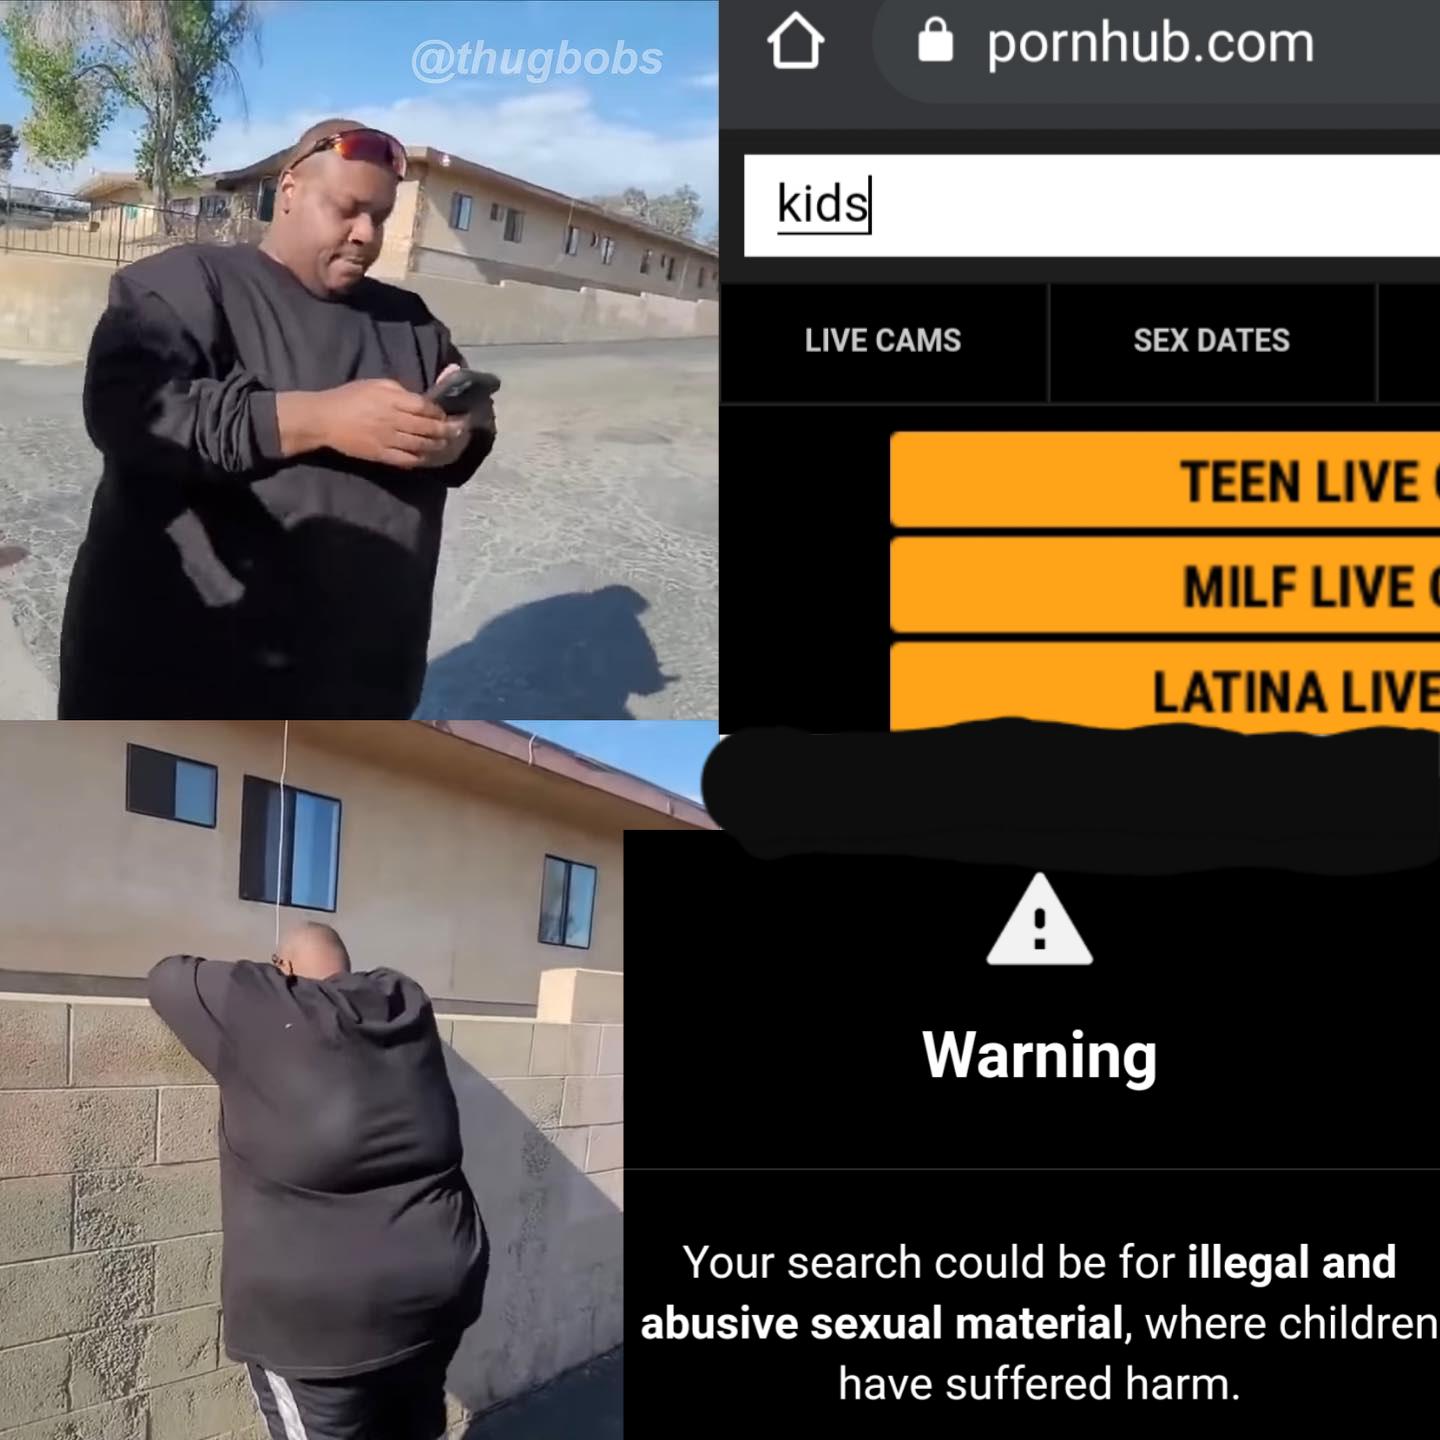 @thugbobs
pornhub.com
kids
LIVE CAMS
SEX DATES
TEEN LIVE
MILF LIVE
LATINA LIVE
Warning
Your search could be for illegal and
abusive sexual material, where children
have suffered harm.